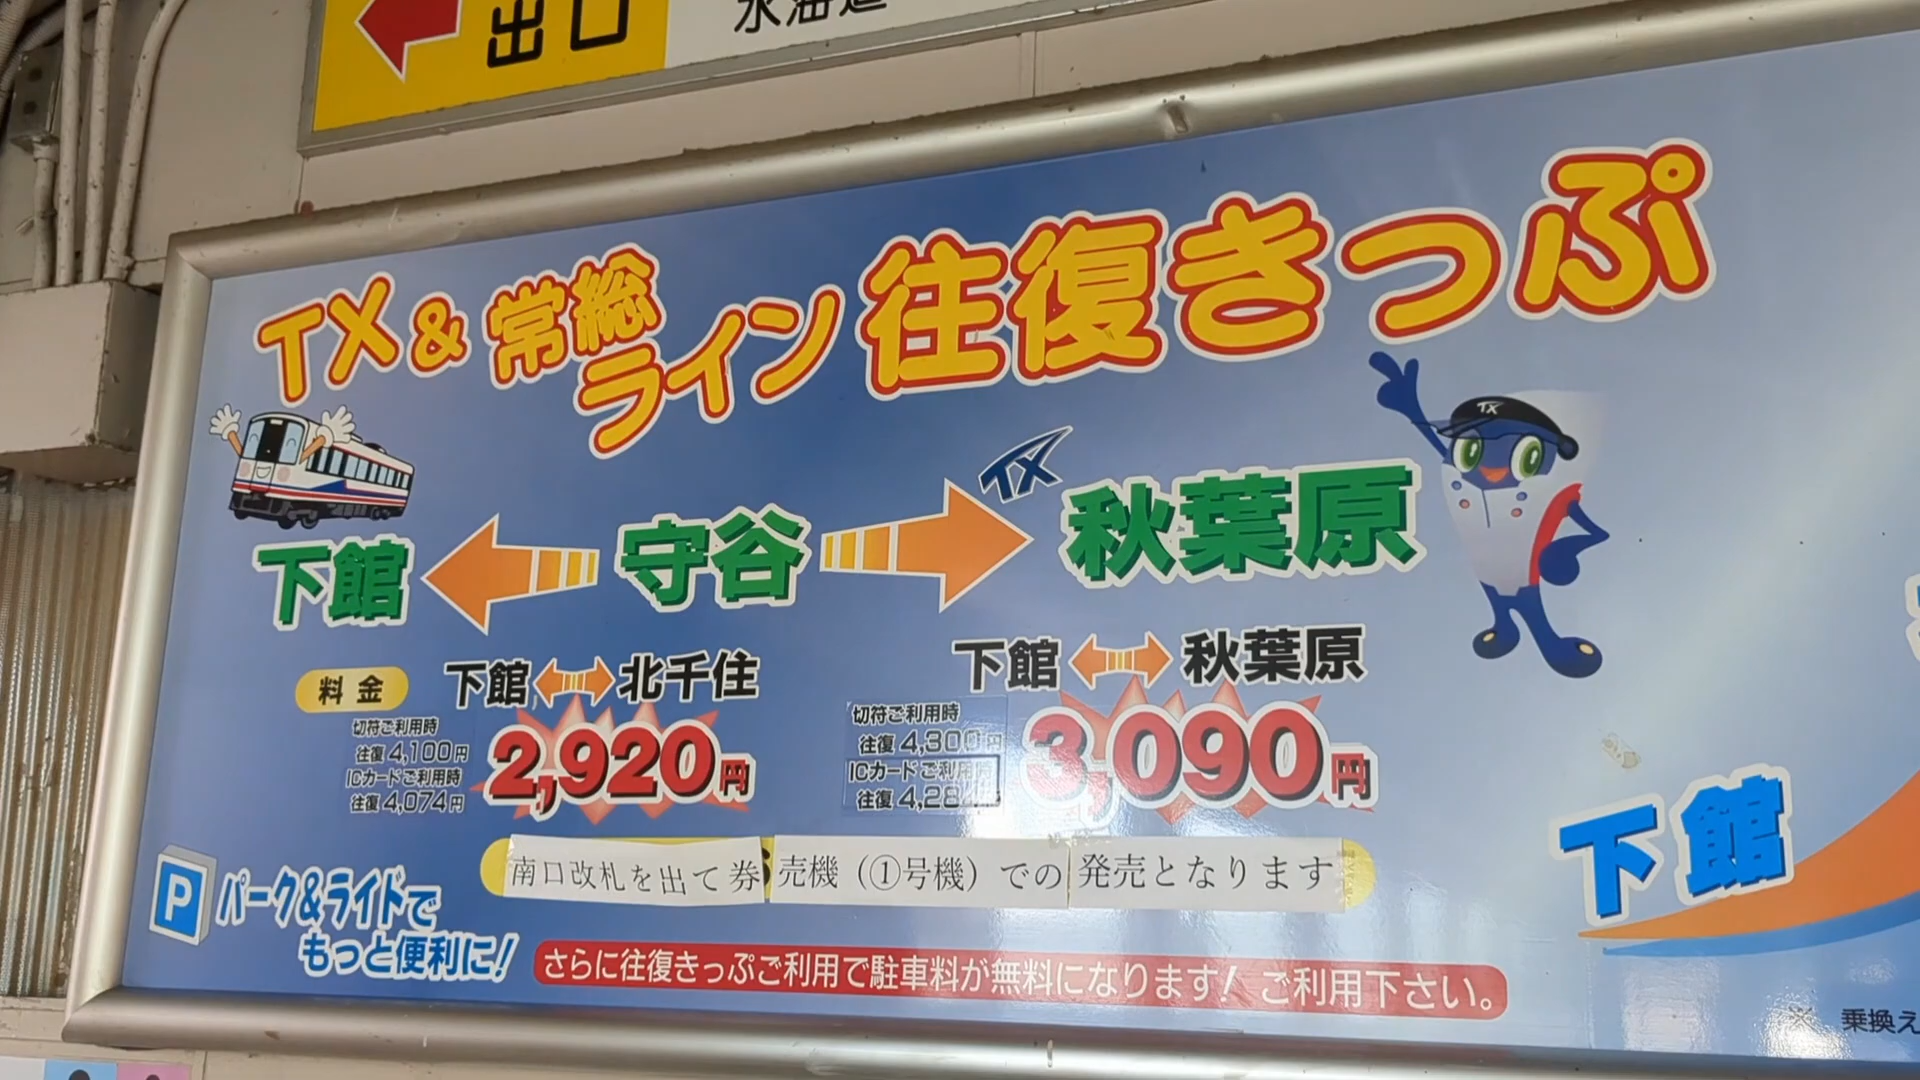 出口
水海道
TX & 常総ライン 往復きっぷ
TX
TX
下館 守谷 秋葉原
料金
下館 北千住
切符ご利用時
往復 4,100円
ICカードご利用時
往復 4,074円
2,920円
下館 秋葉原
切符ご利用時
往復 4,300円
ICカードご利用時
往復 4,28
3,090円
南口改札を出て券売機（①号機）での発売となります
P パーク&ライドで
もっと便利に!
さらに往復きっぷご利用で駐車料が無料になります! ご利用下さい。
下館
※ 乗換え